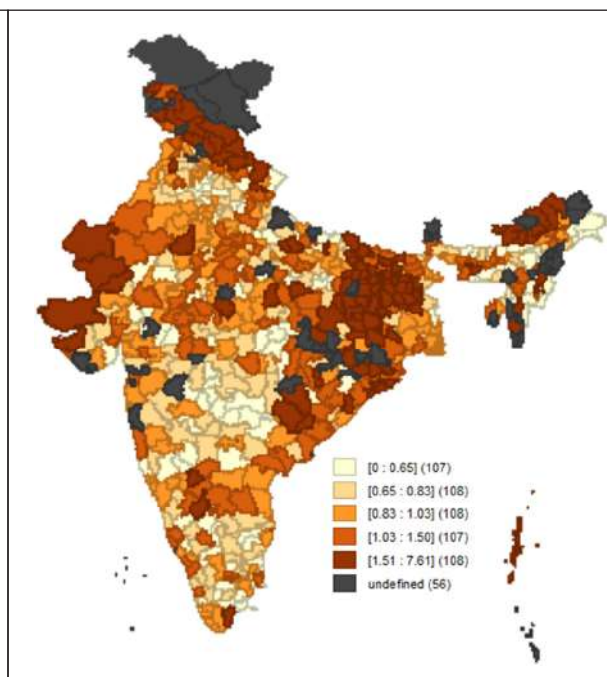 [0 : 0.65] (107)
[0.65 : 0.83] (108)
[0.83 : 1.03] (108)
[1.03 : 1.50] (107)
[1.51 : 7.61] (108)
undefined (56)